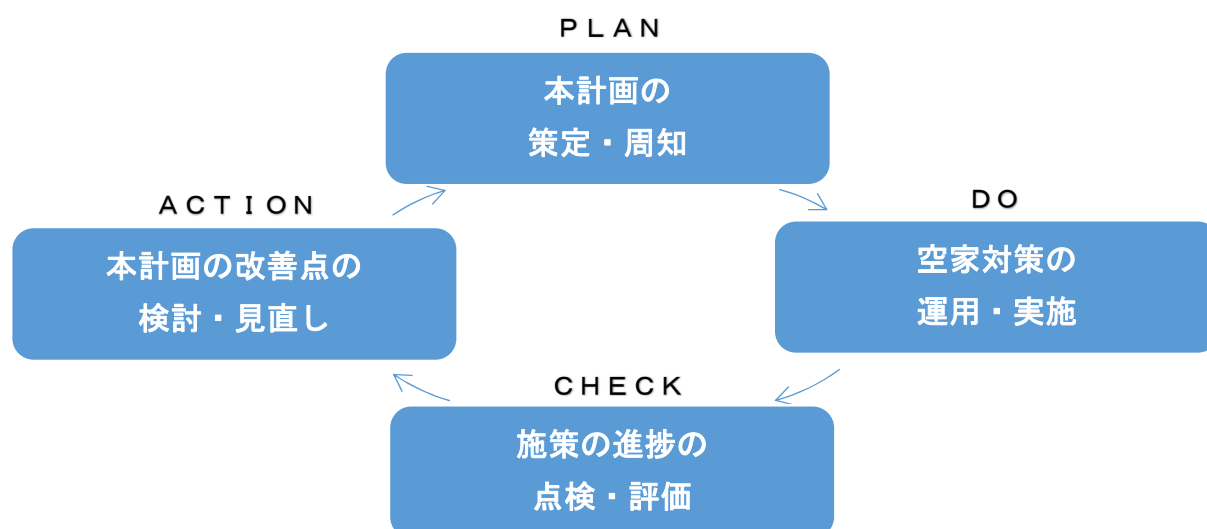 ＰＬＡＮ
本計画の
策定・周知
ＡＣＴＩＯＮ
本計画の改善点の
検討・見直し
ＤＯ
空家対策の
運用・実施
ＣＨＥＣＫ
施策の進捗の
点検・評価